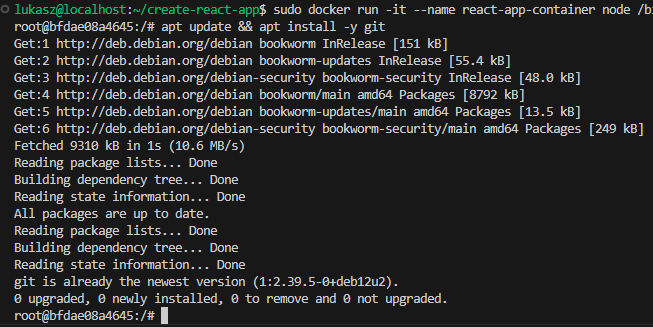 lukasz@localhost:~/create-react-app$ sudo docker run -it --name react-app-container node /b
root@bfdae08a4645:/# apt update && apt install -y git
Get:1 http://deb.debian.org/debian bookworm InRelease [151 kB]
Get:2 http://deb.debian.org/debian bookworm-updates InRelease [55.4 kB]
Get:3 http://deb.debian.org/debian-security bookworm-security InRelease [48.0 kB]
Get:4 http://deb.debian.org/debian bookworm/main amd64 Packages [8792 kB]
Get:5 http://deb.debian.org/debian bookworm-updates/main amd64 Packages [13.5 kB]
Get:6 http://deb.debian.org/debian-security bookworm-security/main amd64 Packages [249 kB]
Fetched 9310 kB in 1s (10.6 MB/s)
Reading package lists... Done
Building dependency tree... Done
Reading state information... Done
All packages are up to date.
Reading package lists... Done
Building dependency tree... Done
Reading state information... Done
git is already the newest version (1:2.39.5-0+deb12u2).
0 upgraded, 0 newly installed, 0 to remove and 0 not upgraded.
root@bfdae08a4645:/#